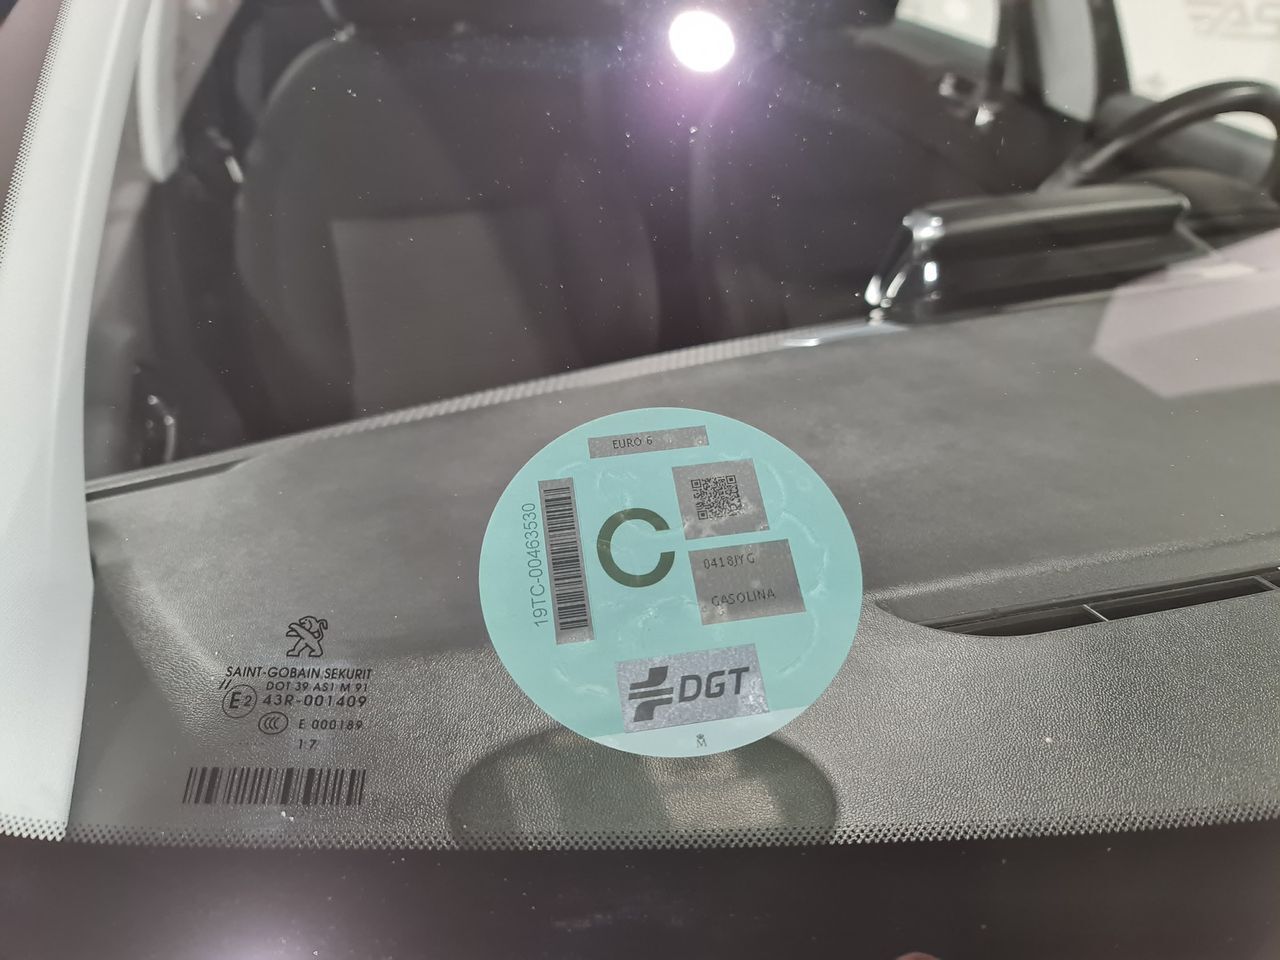 EURO 6
19TC-00463530
C
0418JYG
GASOLINA
DGT
M
SAINT-GOBAIN SEKURIT
DOT 39 AS1 M 91
E2 43R-001409
CCC E 000189
17